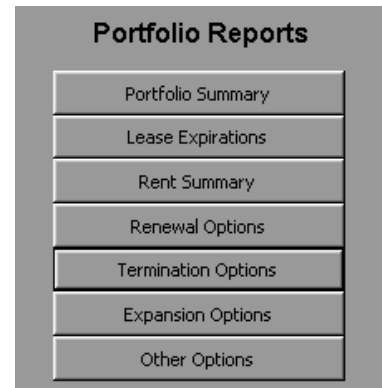 Portfolio Reports
Portfolio Summary
Lease Expirations
Rent Summary
Renewal Options
Termination Options
Expansion Options
Other Options